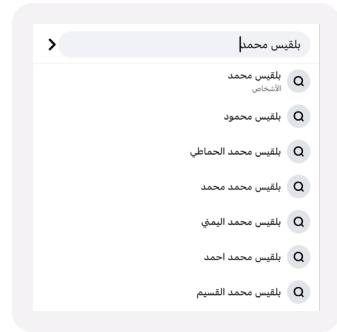 بلقيس محمد
بلقيس محمد
الأشخاص
بلقيس محمود
بلقيس محمد الحماطي
بلقيس محمد محمد
بلقيس محمد اليمني
بلقيس محمد احمد
بلقيس محمد القسيم